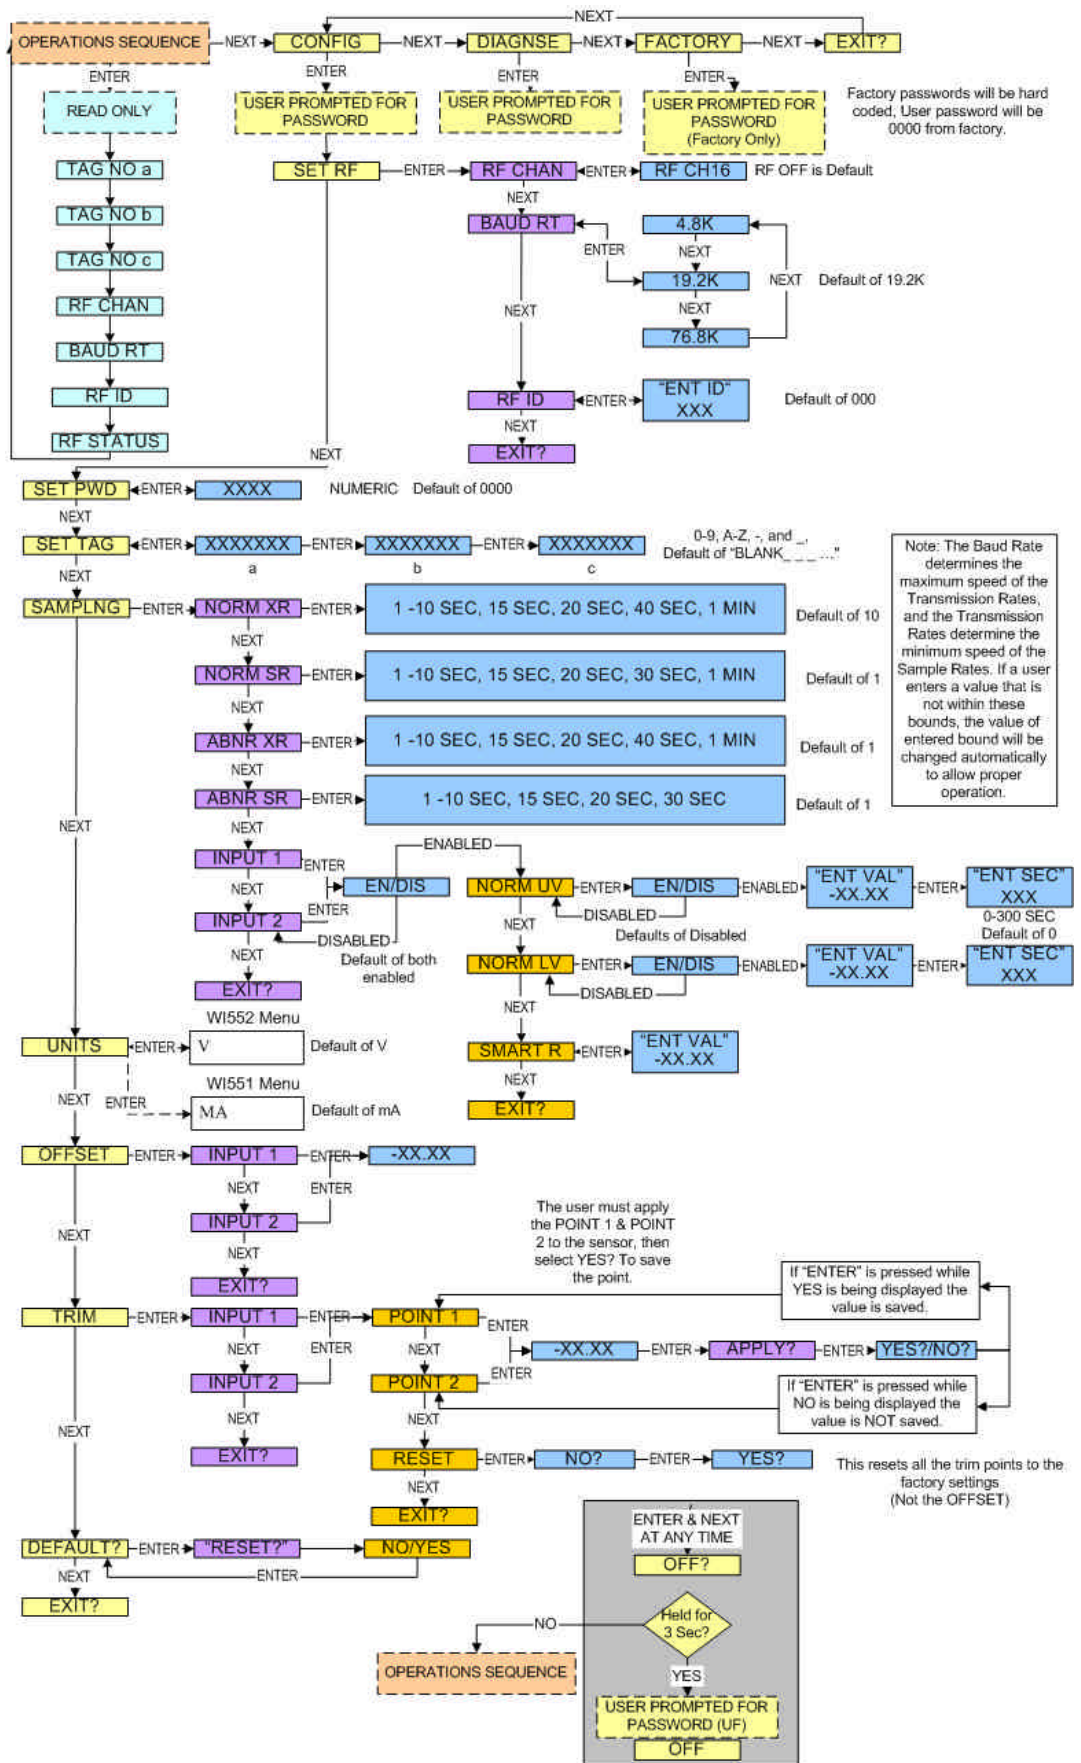 NEXT
OPERATIONS SEQUENCE
NEXT
CONFIG
NEXT
DIAGNSE
NEXT
FACTORY
NEXT
EXIT?
ENTER
ENTER
ENTER
ENTER
READ ONLY
USER PROMPTED FOR
PASSWORD
USER PROMPTED FOR
PASSWORD
USER PROMPTED FOR
PASSWORD
(Factory Only)
Factory passwords will be hard
coded, User password will be
0000 from factory.
TAG NO a
TAG NO b
TAG NO c
RF CHAN
BAUD RT
RF ID
RF STATUS
SET RF
ENTER
RF CHAN
ENTER
RF CH16
RF OFF is Default
NEXT
BAUD RT
ENTER
4.8K
NEXT
19.2K
NEXT
76.8K
NEXT
Default of 19.2K
NEXT
RF ID
ENTER
"ENT ID"
XXX
Default of 000
NEXT
EXIT?
NEXT
SET PWD
ENTER
XXXX
NUMERIC
Default of 0000
NEXT
SET TAG
ENTER
XXXXXXX
ENTER
XXXXXXX
ENTER
XXXXXXX
a
b
c
0-9, A-Z, -, and _,
Default of "BLANK_ _ _ ..."
NEXT
SAMPLNG
ENTER
NORM XR
ENTER
1 -10 SEC, 15 SEC, 20 SEC, 40 SEC, 1 MIN
Default of 10
NEXT
NORM SR
ENTER
1 -10 SEC, 15 SEC, 20 SEC, 30 SEC, 1 MIN
Default of 1
NEXT
ABNR XR
ENTER
1 -10 SEC, 15 SEC, 20 SEC, 40 SEC, 1 MIN
Default of 1
NEXT
ABNR SR
ENTER
1 -10 SEC, 15 SEC, 20 SEC, 30 SEC
Default of 1
NEXT
Note: The Baud Rate
determines the
maximum speed of the
Transmission Rates,
and the Transmission
Rates determine the
minimum speed of the
Sample Rates. If a user
enters a value that is
not within these
bounds, the value of
entered bound will be
changed automatically
to allow proper
operation.
NEXT
INPUT 1
ENTER
NEXT
INPUT 2
ENTER
EN/DIS
ENABLED
DISABLED
Default of both
enabled
NEXT
EXIT?
NORM UV
ENTER
EN/DIS
ENABLED
"ENT VAL"
-XX.XX
ENTER
"ENT SEC"
XXX
DISABLED
NEXT
Defaults of Disabled
0-300 SEC
Default of 0
NORM LV
ENTER
EN/DIS
ENABLED
"ENT VAL"
-XX.XX
ENTER
"ENT SEC"
XXX
DISABLED
NEXT
SMART R
ENTER
"ENT VAL"
-XX.XX
NEXT
EXIT?
WI552 Menu
UNITS
ENTER
V
Default of V
WI551 Menu
NEXT
ENTER
MA
Default of mA
OFFSET
ENTER
INPUT 1
ENTER
-XX.XX
NEXT
ENTER
INPUT 2
NEXT
EXIT?
NEXT
The user must apply
the POINT 1 & POINT
2 to the sensor, then
select YES? To save
the point.
TRIM
ENTER
INPUT 1
ENTER
POINT 1
ENTER
NEXT
ENTER
NEXT
-XX.XX
ENTER
APPLY?
ENTER
YES?/NO?
INPUT 2
POINT 2
ENTER
If "ENTER" is pressed while
YES is being displayed the
value is saved.
If "ENTER" is pressed while
NO is being displayed the
value is NOT saved.
NEXT
EXIT?
NEXT
RESET
ENTER
NO?
ENTER
YES?
This resets all the trim points to the
factory settings
(Not the OFFSET)
NEXT
EXIT?
NEXT
DEFAULT?
ENTER
"RESET?"
NO/YES
ENTER
NEXT
EXIT?
ENTER & NEXT
AT ANY TIME
OFF?
Held for
3 Sec?
NO
OPERATIONS SEQUENCE
YES
USER PROMPTED FOR
PASSWORD (UF)
OFF